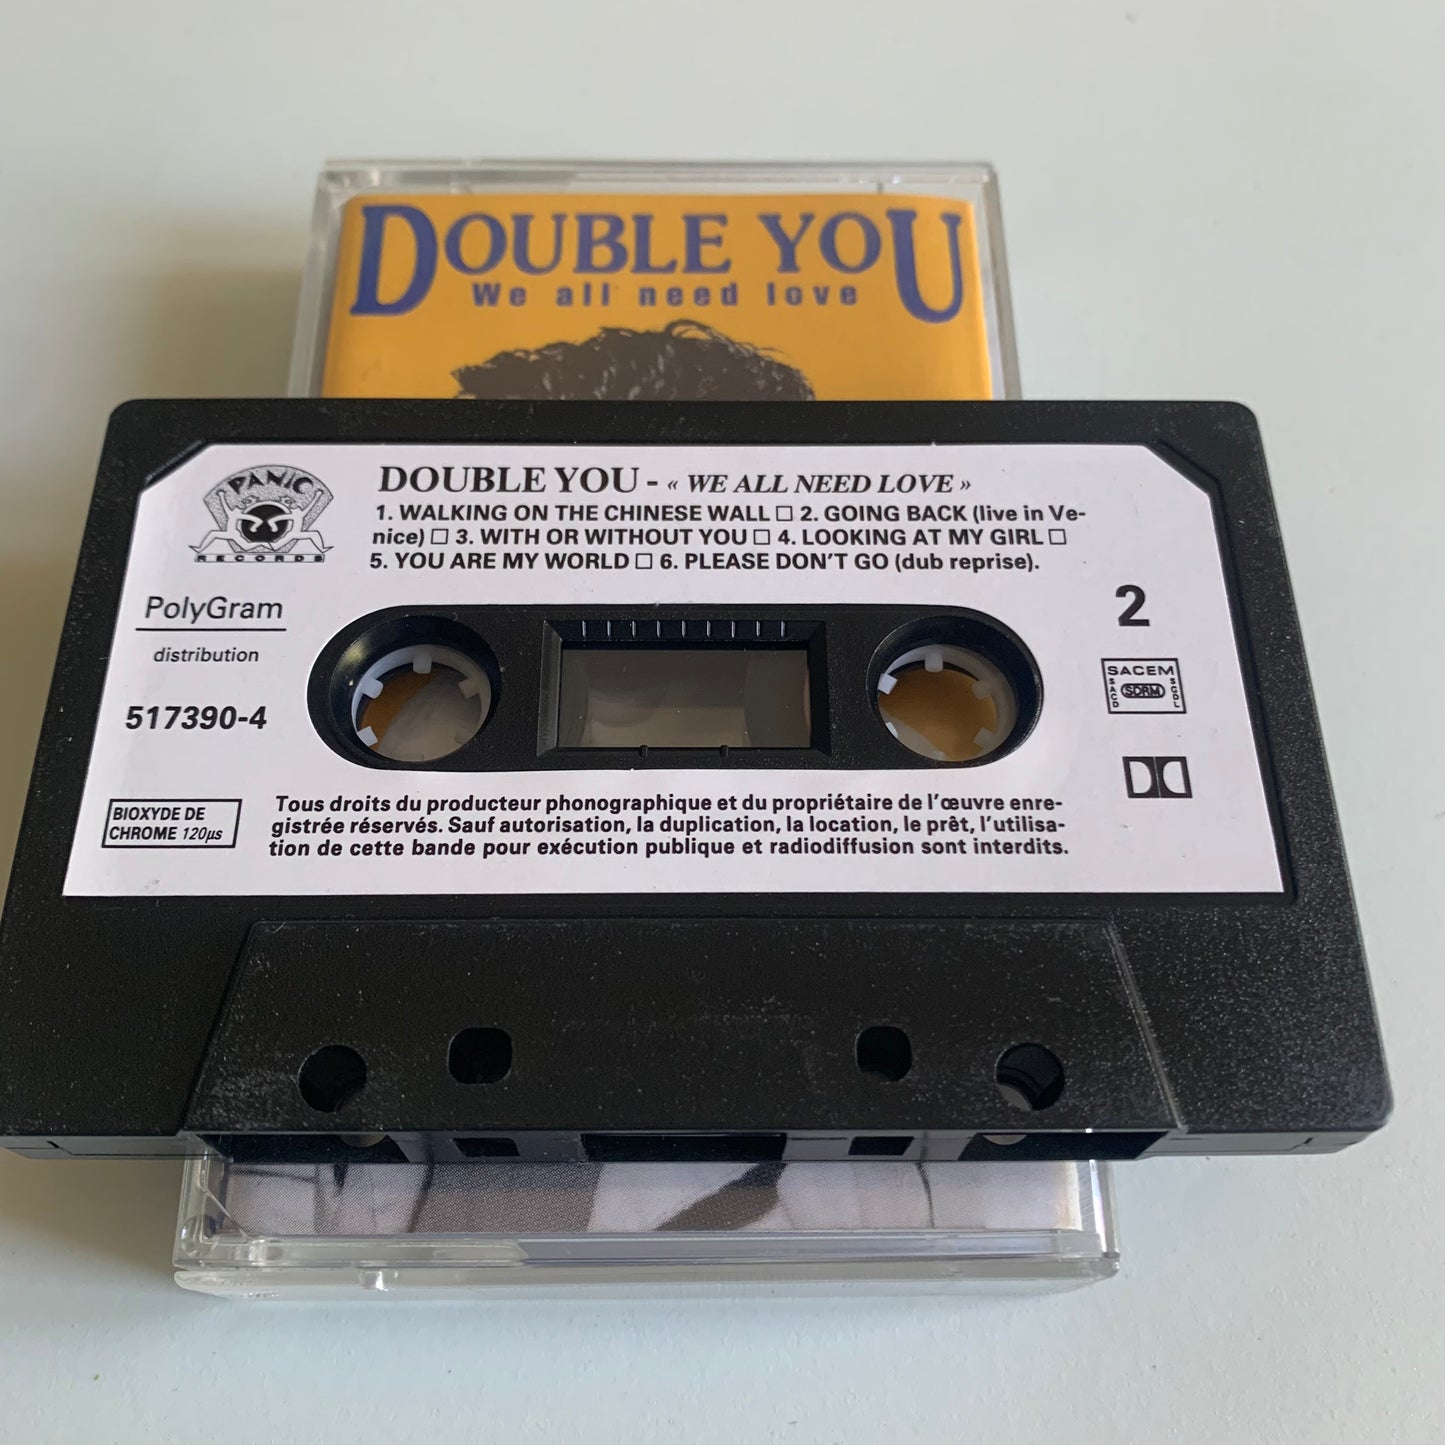 DOUBLE YOU
We all need love
PANIC
RECORDS
DOUBLE YOU - « WE ALL NEED LOVE »
1. WALKING ON THE CHINESE WALL □ 2. GOING BACK (live in Ve-
nice) □ 3. WITH OR WITHOUT YOU □ 4. LOOKING AT MY GIRL □
5. YOU ARE MY WORLD □ 6. PLEASE DON'T GO (dub reprise).
PolyGram
distribution
517390-4
2
SACEM
SACD
SDRM
SGDL
BIOXYDE DE
CHROME 120µs
Tous droits du producteur phonographique et du propriétaire de l'œuvre enre-
gistrée réservés. Sauf autorisation, la duplication, la location, le prêt, l'utilisa-
tion de cette bande pour exécution publique et radiodiffusion sont interdits.